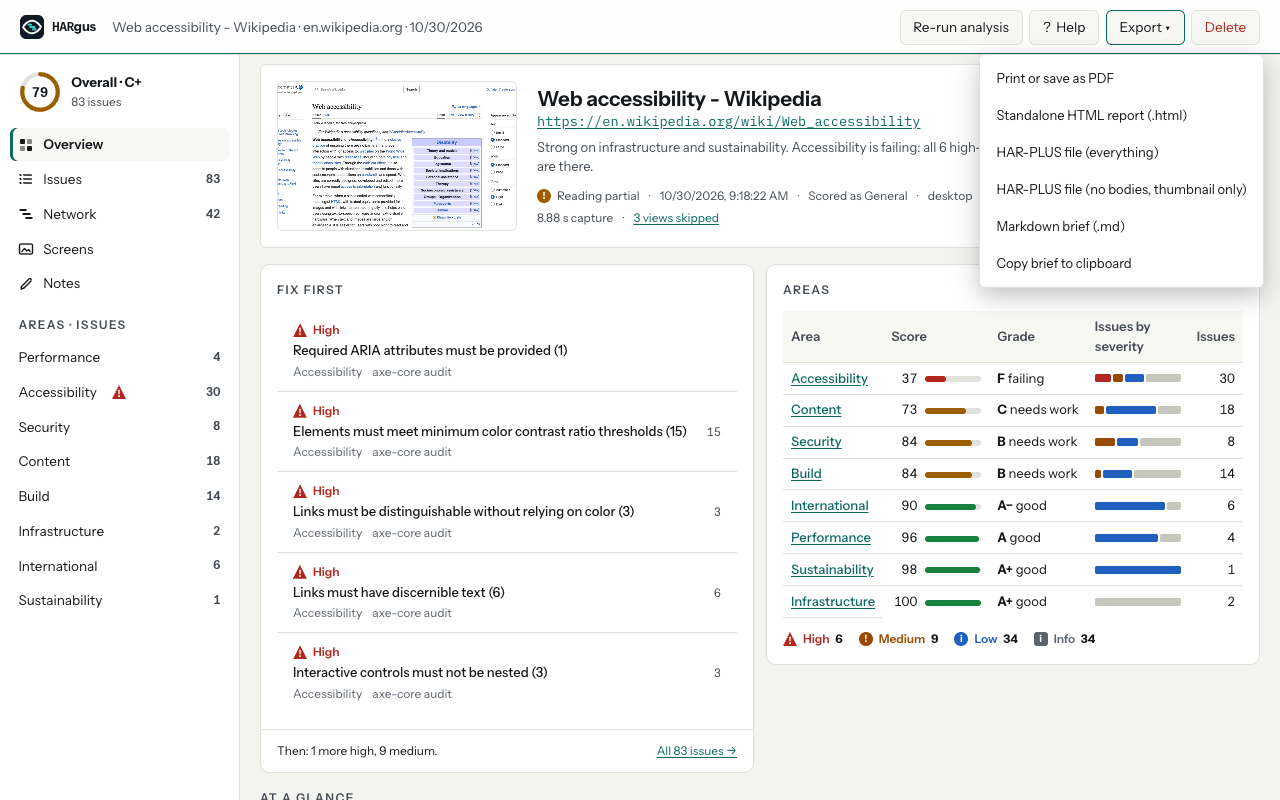 HARgus
Web accessibility - Wikipedia · en.wikipedia.org · 10/30/2026
Re-run analysis
? Help
Export ▾
Delete
79
Overall · C+
83 issues
Overview
Issues 83
Network 42
Screens
Notes
AREAS · ISSUES
Performance 4
Accessibility 30
Security 8
Content 18
Build 14
Infrastructure 2
International 6
Sustainability 1
Web accessibility
Web accessibility - Wikipedia
https://en.wikipedia.org/wiki/Web_accessibility
Strong on infrastructure and sustainability. Accessibility is failing: all 6 high-
are there.
Reading partial · 10/30/2026, 9:18:22 AM · Scored as General · desktop
8.88 s capture · 3 views skipped
Print or save as PDF
Standalone HTML report (.html)
HAR-PLUS file (everything)
HAR-PLUS file (no bodies, thumbnail only)
Markdown brief (.md)
Copy brief to clipboard
FIX FIRST
High
Required ARIA attributes must be provided (1)
Accessibility axe-core audit
High
Elements must meet minimum color contrast ratio thresholds (15) 15
Accessibility axe-core audit
High
Links must be distinguishable without relying on color (3) 3
Accessibility axe-core audit
High
Links must have discernible text (6) 6
Accessibility axe-core audit
High
Interactive controls must not be nested (3) 3
Accessibility axe-core audit
Then: 1 more high, 9 medium.
All 83 issues →
AREAS
Area Score Grade Issues by severity Issues
Accessibility 37 F failing 30
Content 73 C needs work 18
Security 84 B needs work 8
Build 84 B needs work 14
International 90 A− good 6
Performance 96 A good 4
Sustainability 98 A+ good 1
Infrastructure 100 A+ good 2
High 6 Medium 9 Low 34 Info 34
AT A GLANCE